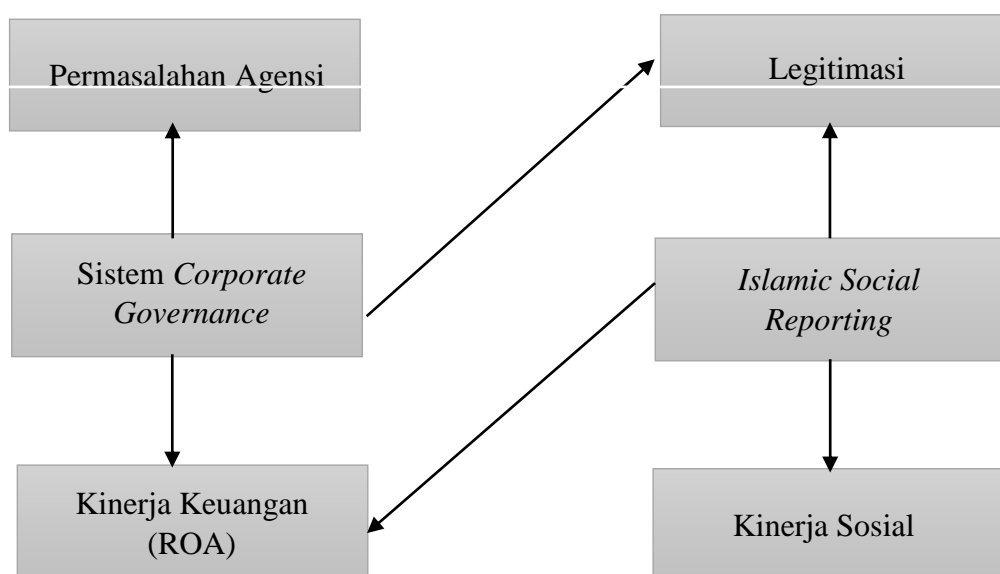 Permasalahan Agensi
Legitimasi
Sistem Corporate
Governance
Islamic Social
Reporting
Kinerja Keuangan
(ROA)
Kinerja Sosial